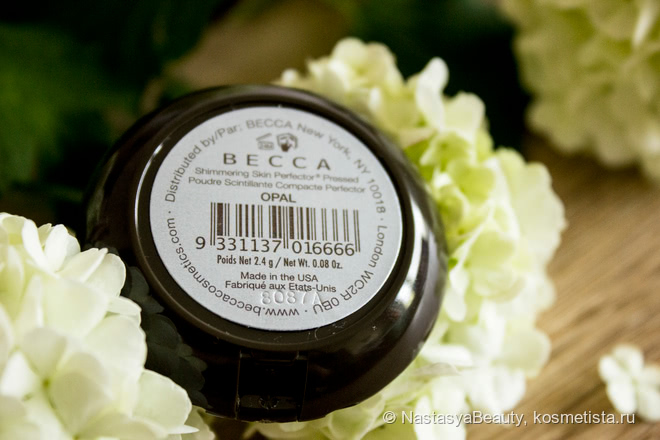 Distributed by/Par: BECCA New York, NY 10018 · London WC2R 0BU · www.beccacosmetics.com ·
BECCA
Shimmering Skin Perfector® Pressed
Poudre Scintillante Compacte Perfector
OPAL
9 331137 016666
Poids Net 2.4 g / Net Wt. 0.08 Oz.
Made in the USA
Fabriqué aux Etats-Unis
8087A
© NastasyaBeauty, kosmetista.ru